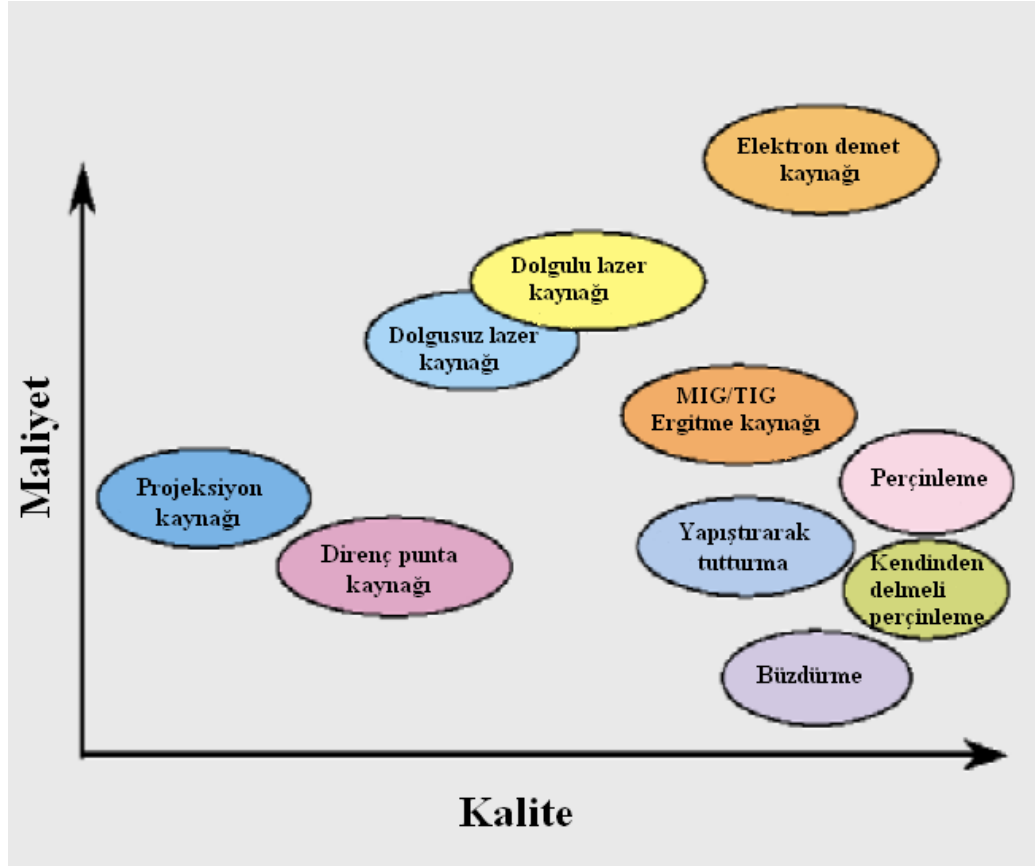 Elektron demet
kaynağı
Dolgulu lazer
kaynağı
Dolgusuz lazer
kaynağı
MIG/TIG
Ergitme kaynağı
Perçinleme
Projeksiyon
kaynağı
Direnç punta
kaynağı
Yapıştırarak
tutturma
Kendinden
delmeli
perçinleme
Büzdürme
Maliyet
Kalite